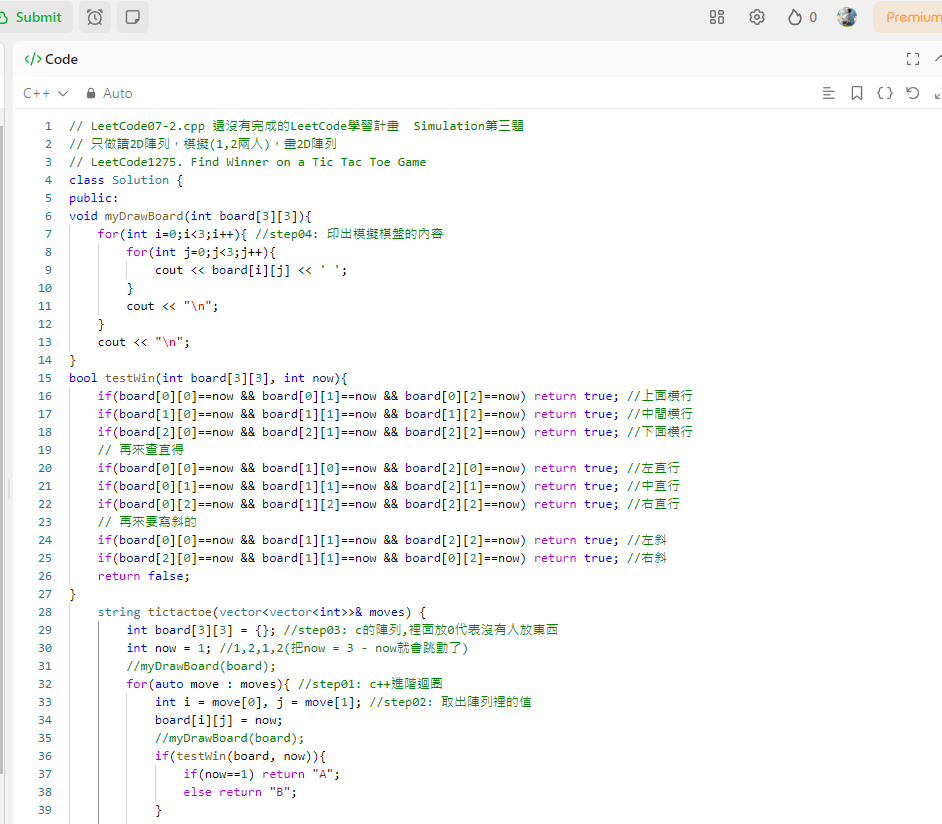 Submit
0
Premium
</> Code
C++
Auto
1 // LeetCode07-2.cpp 還沒有完成的LeetCode學習計畫  Simulation第三題
2 // 只做讀2D陣列，模擬(1,2兩人)，畫2D陣列
3 // LeetCode1275. Find Winner on a Tic Tac Toe Game
4 class Solution {
5 public:
6 void myDrawBoard(int board[3][3]){
7     for(int i=0;i<3;i++){ //step04: 印出模擬棋盤的內容
8         for(int j=0;j<3;j++){
9             cout << board[i][j] << ' ';
10         }
11         cout << "\n";
12     }
13     cout << "\n";
14 }
15 bool testWin(int board[3][3], int now){
16     if(board[0][0]==now && board[0][1]==now && board[0][2]==now) return true; //上面橫行
17     if(board[1][0]==now && board[1][1]==now && board[1][2]==now) return true; //中間橫行
18     if(board[2][0]==now && board[2][1]==now && board[2][2]==now) return true; //下面橫行
19     // 再來查直得
20     if(board[0][0]==now && board[1][0]==now && board[2][0]==now) return true; //左直行
21     if(board[0][1]==now && board[1][1]==now && board[2][1]==now) return true; //中直行
22     if(board[0][2]==now && board[1][2]==now && board[2][2]==now) return true; //右直行
23     // 再來要寫斜的
24     if(board[0][0]==now && board[1][1]==now && board[2][2]==now) return true; //左斜
25     if(board[2][0]==now && board[1][1]==now && board[0][2]==now) return true; //右斜
26     return false;
27 }
28     string tictactoe(vector<vector<int>>& moves) {
29         int board[3][3] = {}; //step03: c的陣列,裡面放0代表沒有人放東西
30         int now = 1; //1,2,1,2(把now = 3 - now就會跳動了)
31         //myDrawBoard(board);
32         for(auto move : moves){ //step01: c++進階迴圈
33             int i = move[0], j = move[1]; //step02: 取出陣列裡的值
34             board[i][j] = now;
35             //myDrawBoard(board);
36             if(testWin(board, now)){
37                 if(now==1) return "A";
38                 else return "B";
39             }